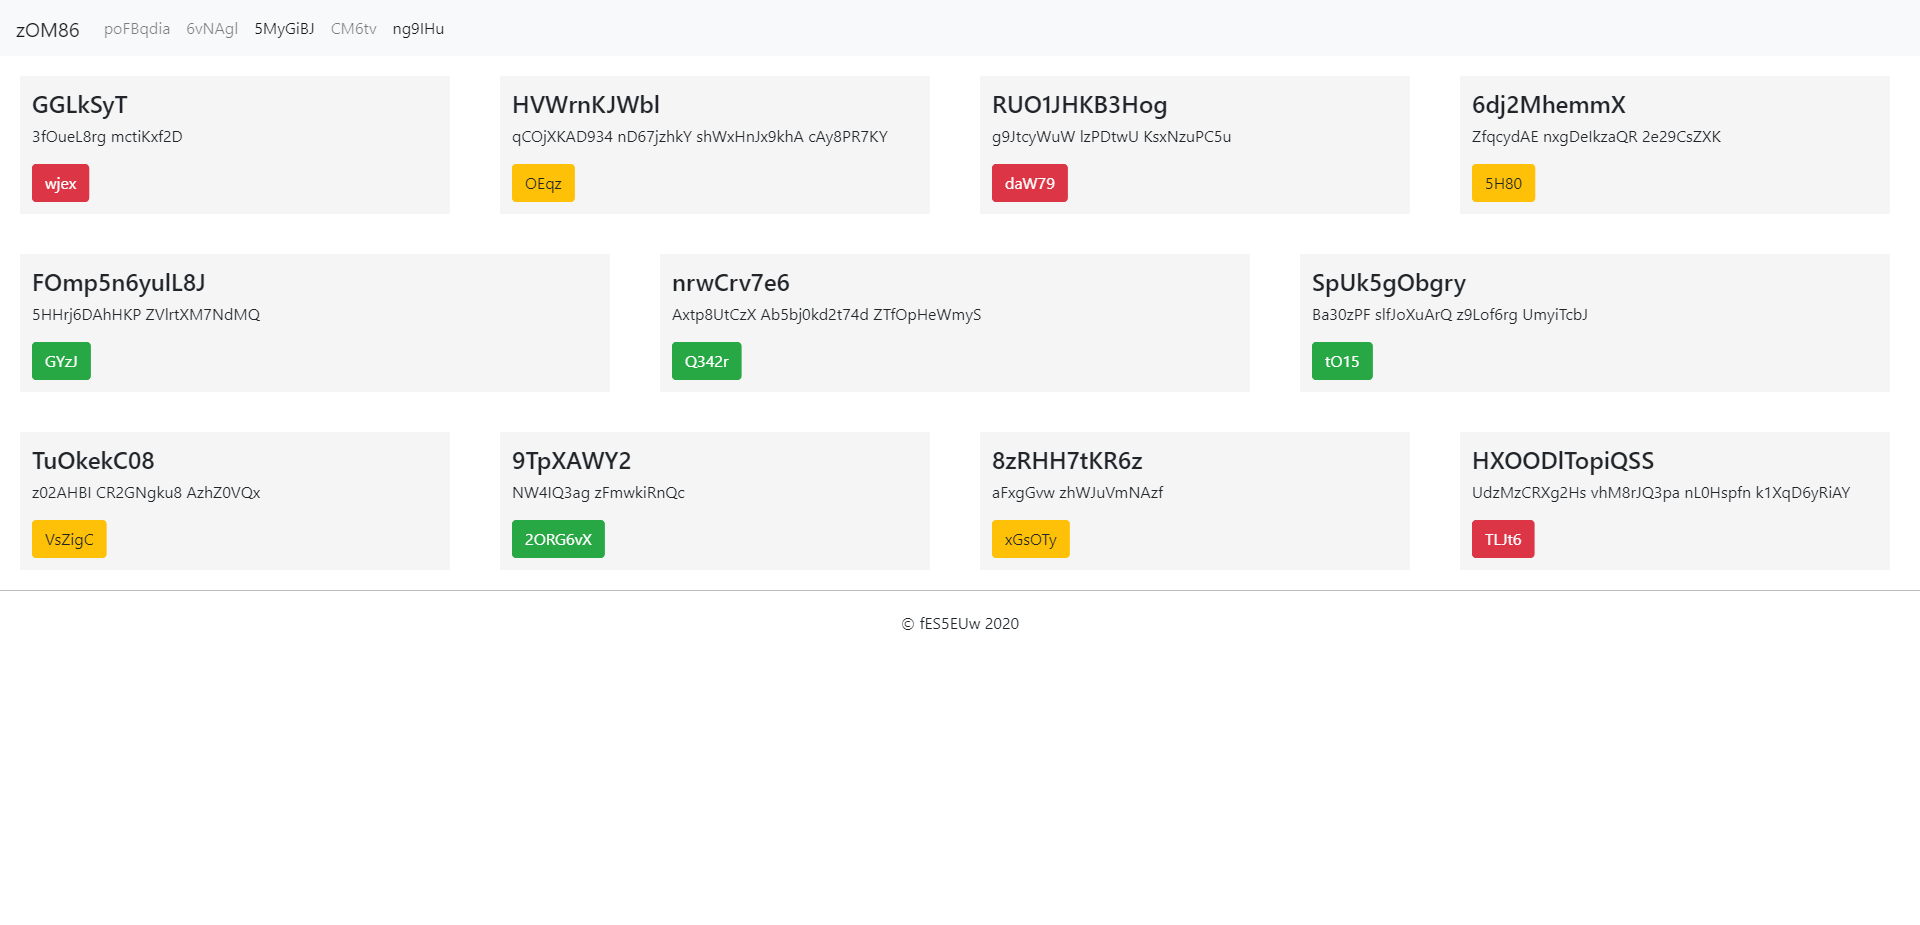 zOM86 poFBqdia 6vNAgl 5MyGiBJ CM6tv ng9IHu
GGLkSyT
3fOueL8rg mctiKxf2D
wjex
HVWrnKJWbl
qCOjXKAD934 nD67jzhkY shWxHnJx9khA cAy8PR7KY
OEqz
RUO1JHKB3Hog
g9JtcyWuW lzPDtwU KsxNzuPC5u
daW79
6dj2MhemmX
ZfqcydAE nxgDeIkzaQR 2e29CsZXK
5H80
FOmp5n6yulL8J
5HHrj6DAhHKP ZVlrtXM7NdMQ
GYzJ
nrwCrv7e6
Axtp8UtCzX Ab5bj0kd2t74d ZTfOpHeWmyS
Q342r
SpUk5gObgry
Ba30zPF slfJoXuArQ z9Lof6rg UmyiTcbJ
tO15
TuOkekC08
z02AHBI CR2GNgku8 AzhZ0VQx
VsZigC
9TpXAWY2
NW4IQ3ag zFmwkiRnQc
2ORG6vX
8zRHH7tKR6z
aFxgGvw zhWJuVmNAzf
xGsOTy
HXOODlTopiQSS
UdzMzCRXg2Hs vhM8rJQ3pa nL0Hspfn k1XqD6yRiAY
TLJt6
© fES5EUw 2020